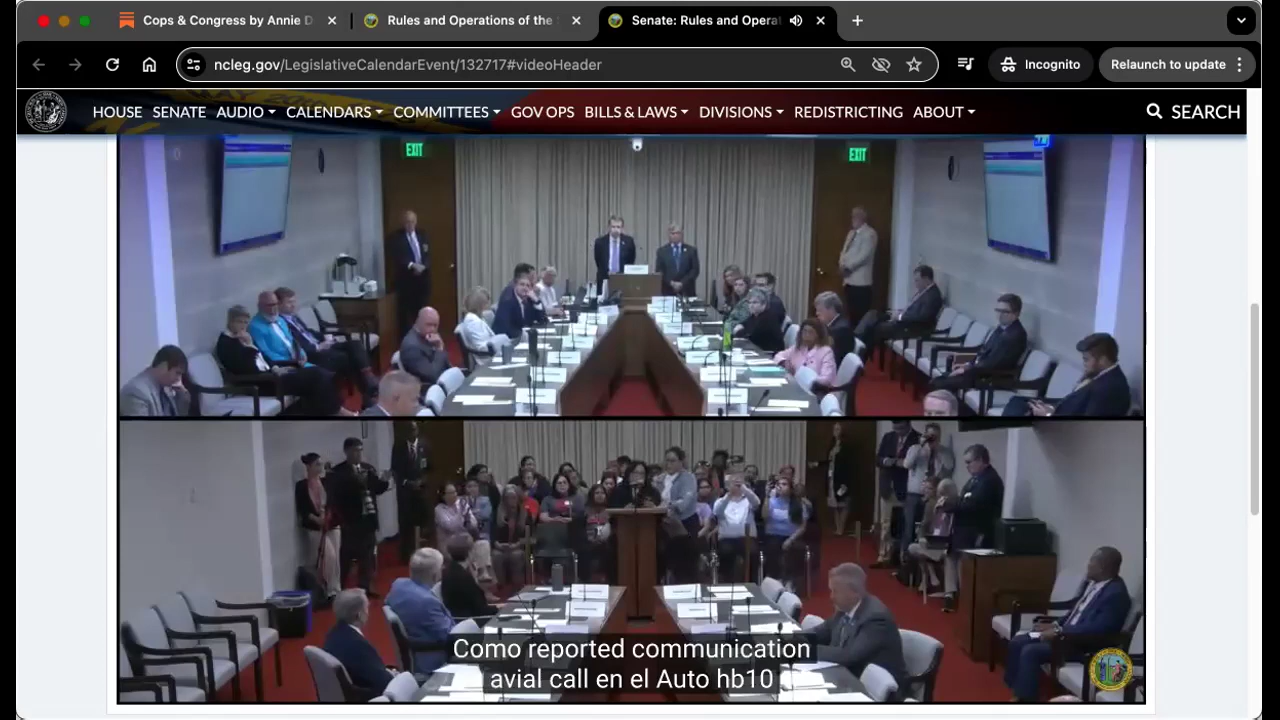 Cops & Congress by Annie D
Rules and Operations of the
Senate: Rules and Opera
ncleg.gov/LegislativeCalendarEvent/132717#videoHeader
Incognito
Relaunch to update
HOUSE SENATE AUDIO CALENDARS COMMITTEES GOV OPS BILLS & LAWS DIVISIONS REDISTRICTING ABOUT SEARCH
EXIT
EXIT
Como reported communication
avial call en el Auto hb10